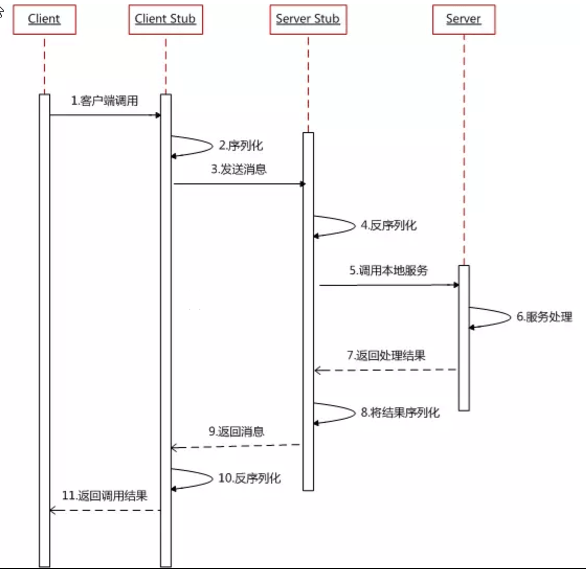 Client
Client Stub
Server Stub
Server
1.客户端调用
2.序列化
3.发送消息
4.反序列化
5.调用本地服务
6.服务处理
7.返回处理结果
8.将结果序列化
9.返回消息
10.反序列化
11.返回调用结果